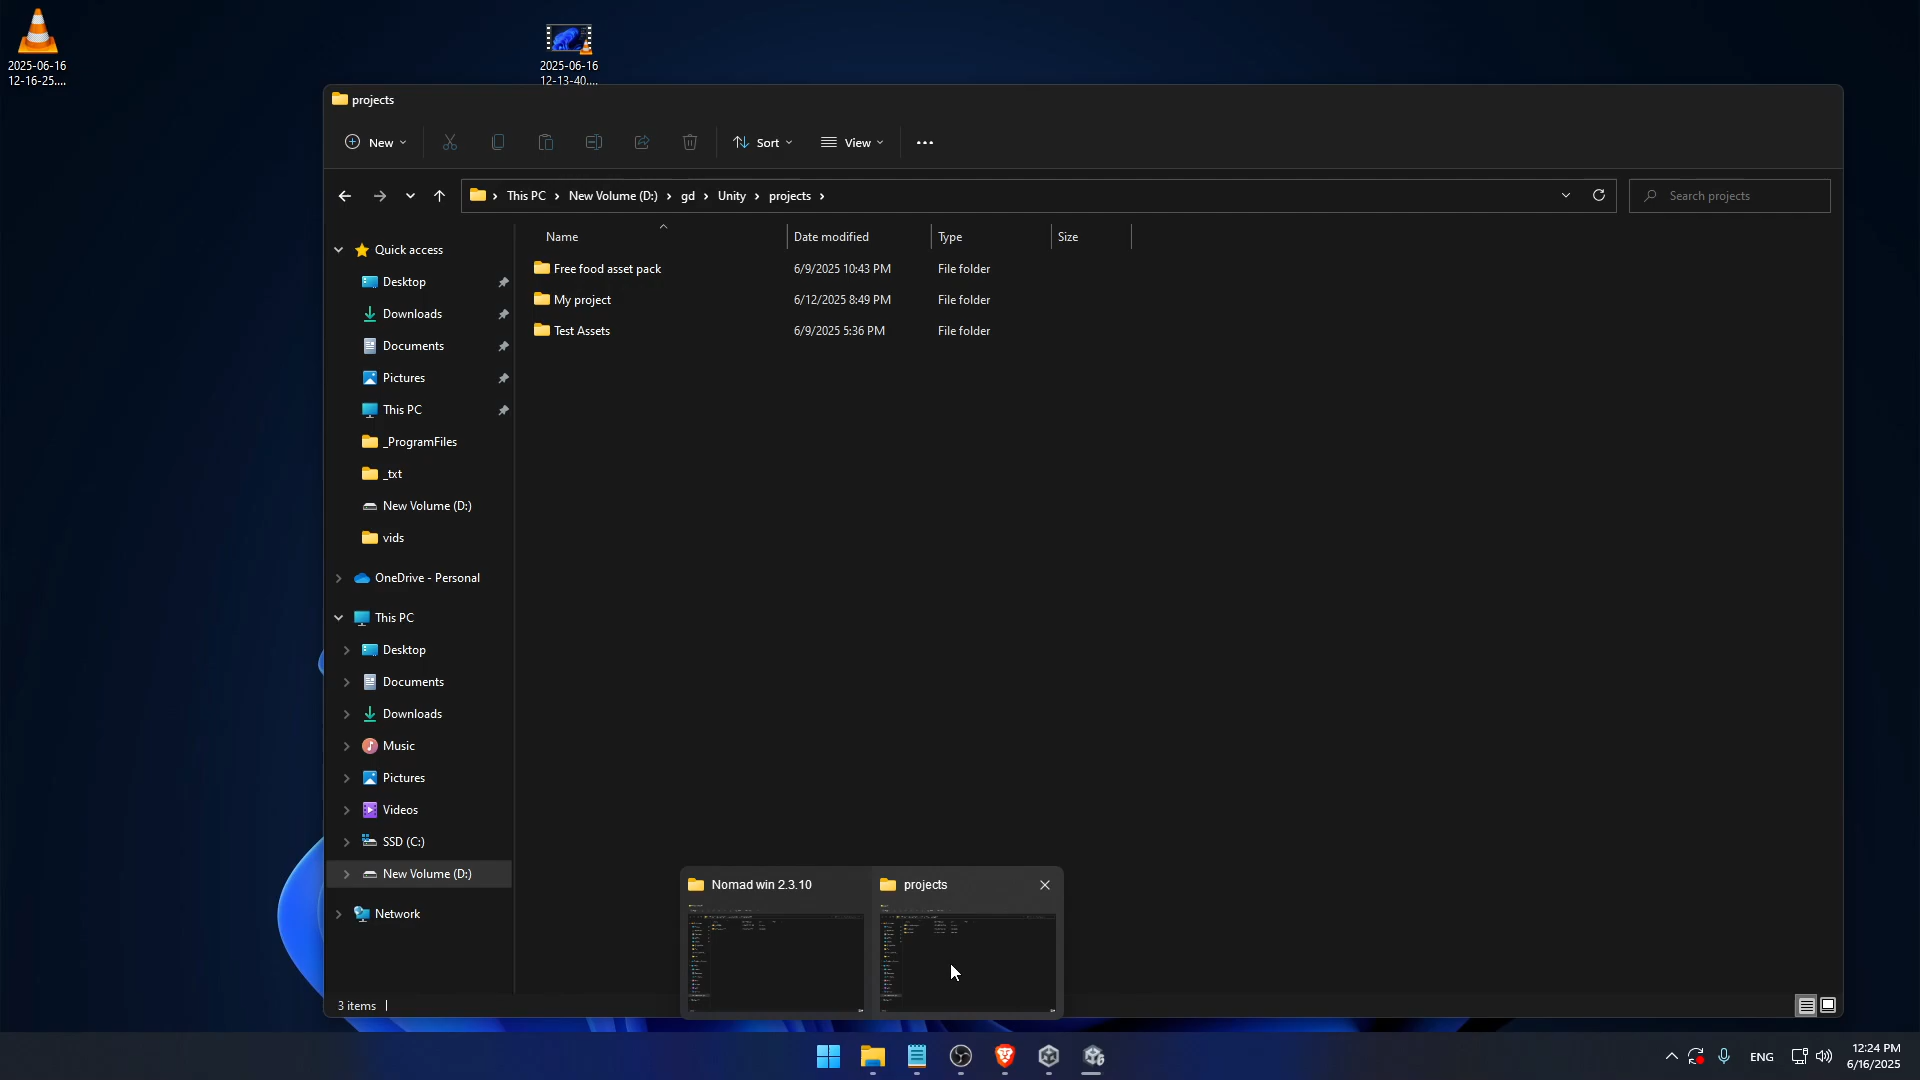 2025-06-16
12-16-25....
2025-06-16
12-13-40....
projects
New
Sort
View
This PC
New Volume (D:)
gd
Unity
projects
Search projects
Name
Date modified
Type
Size
Free food asset pack
6/9/2025 10:43 PM
File folder
My project
6/12/2025 8:49 PM
File folder
Test Assets
6/9/2025 5:36 PM
File folder
Quick access
Desktop
Downloads
Documents
Pictures
This PC
_ProgramFiles
_txt
New Volume (D:)
vids
OneDrive - Personal
This PC
Desktop
Documents
Downloads
Music
Pictures
Videos
SSD (C:)
New Volume (D:)
Network
Nomad win 2.3.10
projects
3 items
ENG
12:24 PM
6/16/2025